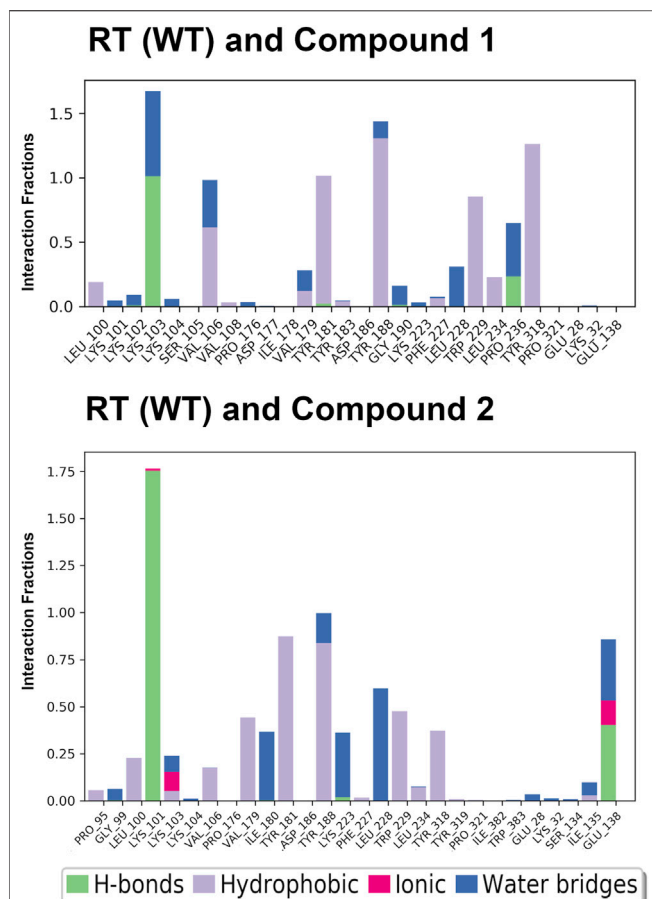 RT (WT) and Compound 1
Interaction Fractions
1.5
1.0
0.5
0.0
LEU_100
LYS_101
LYS_102
LYS_103
LYS_104
SER_105
VAL_106
VAL_108
PRO_176
ASP_177
ILE_178
VAL_179
TYR_181
TYR_183
ASP_186
TYR_188
GLY_190
LYS_223
PHE_227
LEU_228
TRP_229
LEU_234
PRO_236
TYR_318
PRO_321
GLU_28
LYS_32
GLU_138
RT (WT) and Compound 2
Interaction Fractions
1.75
1.50
1.25
1.00
0.75
0.50
0.25
0.00
PRO_95
GLY_99
LEU_100
LYS_101
LYS_103
LYS_104
VAL_106
PRO_176
VAL_179
ILE_180
TYR_181
ASP_186
TYR_188
LYS_223
PHE_227
LEU_228
TRP_229
LEU_234
TYR_318
TYR_319
PRO_321
ILE_382
TRP_383
GLU_28
LYS_32
SER_134
ILE_135
GLU_138
H-bonds Hydrophobic Ionic Water bridges